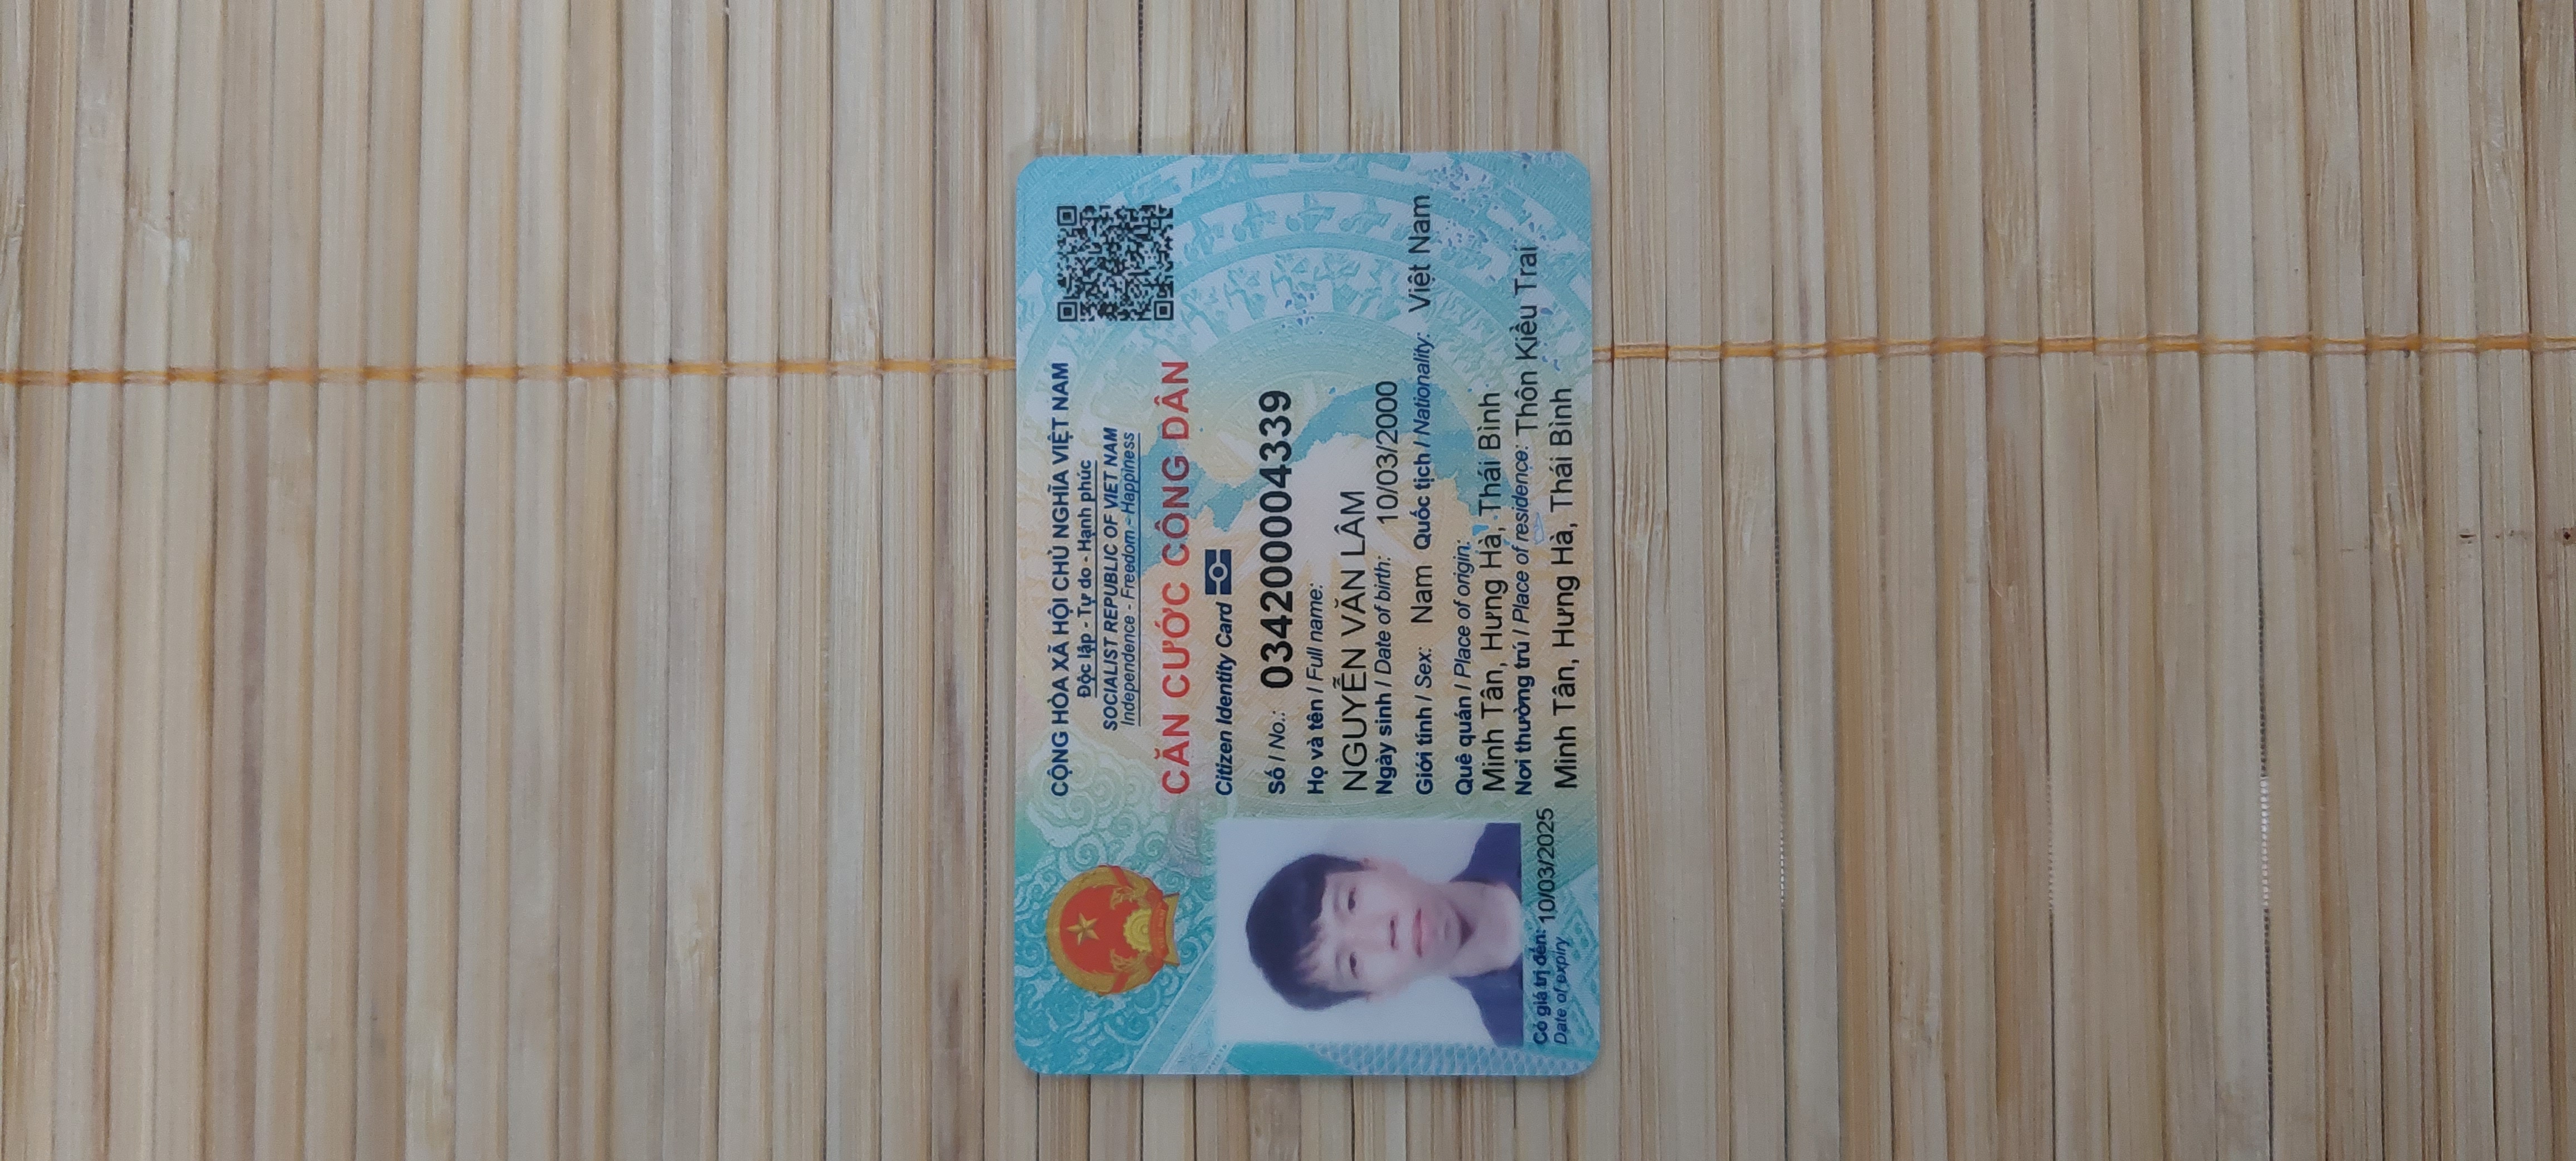 CỘNG HÒA XÃ HỘI CHỦ NGHĨA VIỆT NAM
Độc lập - Tự do - Hạnh phúc
SOCIALIST REPUBLIC OF VIET NAM
Independence - Freedom - Happiness
CĂN CƯỚC CÔNG DÂN
Citizen Identity Card
Số / No.: 034200004339
Họ và tên / Full name:
NGUYỄN VĂN LÂM
Ngày sinh / Date of birth: 10/03/2000
Giới tính / Sex: Nam Quốc tịch / Nationality: Việt Nam
Quê quán / Place of origin:
Minh Tân, Hưng Hà, Thái Bình
Nơi thường trú / Place of residence: Thôn Kiều Trai
Minh Tân, Hưng Hà, Thái Bình
Có giá trị đến: 10/03/2025
Date of expiry